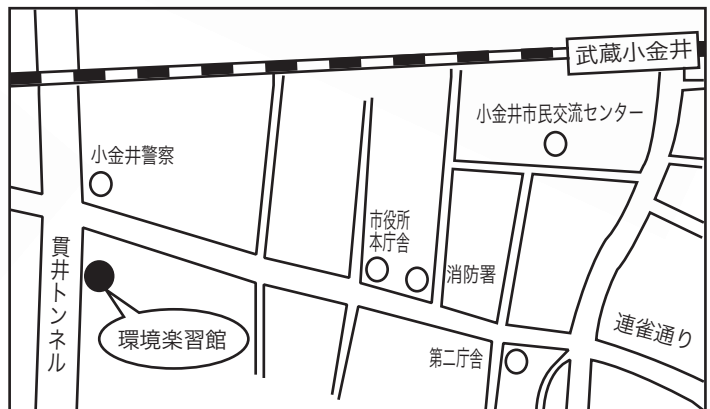 武蔵小金井
小金井市民交流センター
小金井警察
市役所
本庁舎
消防署
貫井トンネル
環境楽習館
連雀通り
第二庁舎